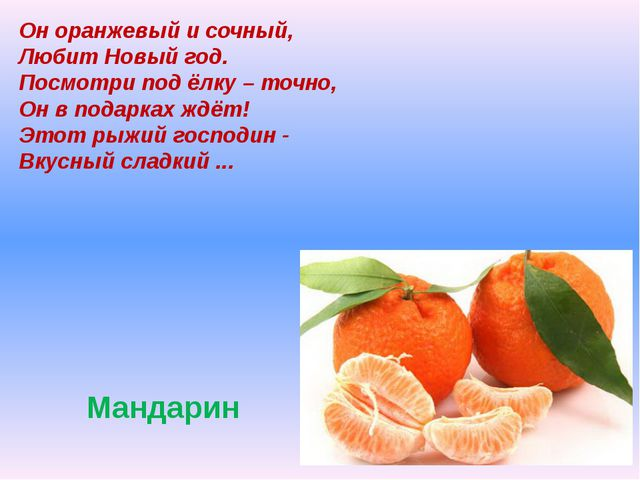 Он оранжевый и сочный,
Любит Новый год.
Посмотри под ёлку – точно,
Он в подарках ждёт!
Этот рыжий господин -
Вкусный сладкий ...
Мандарин